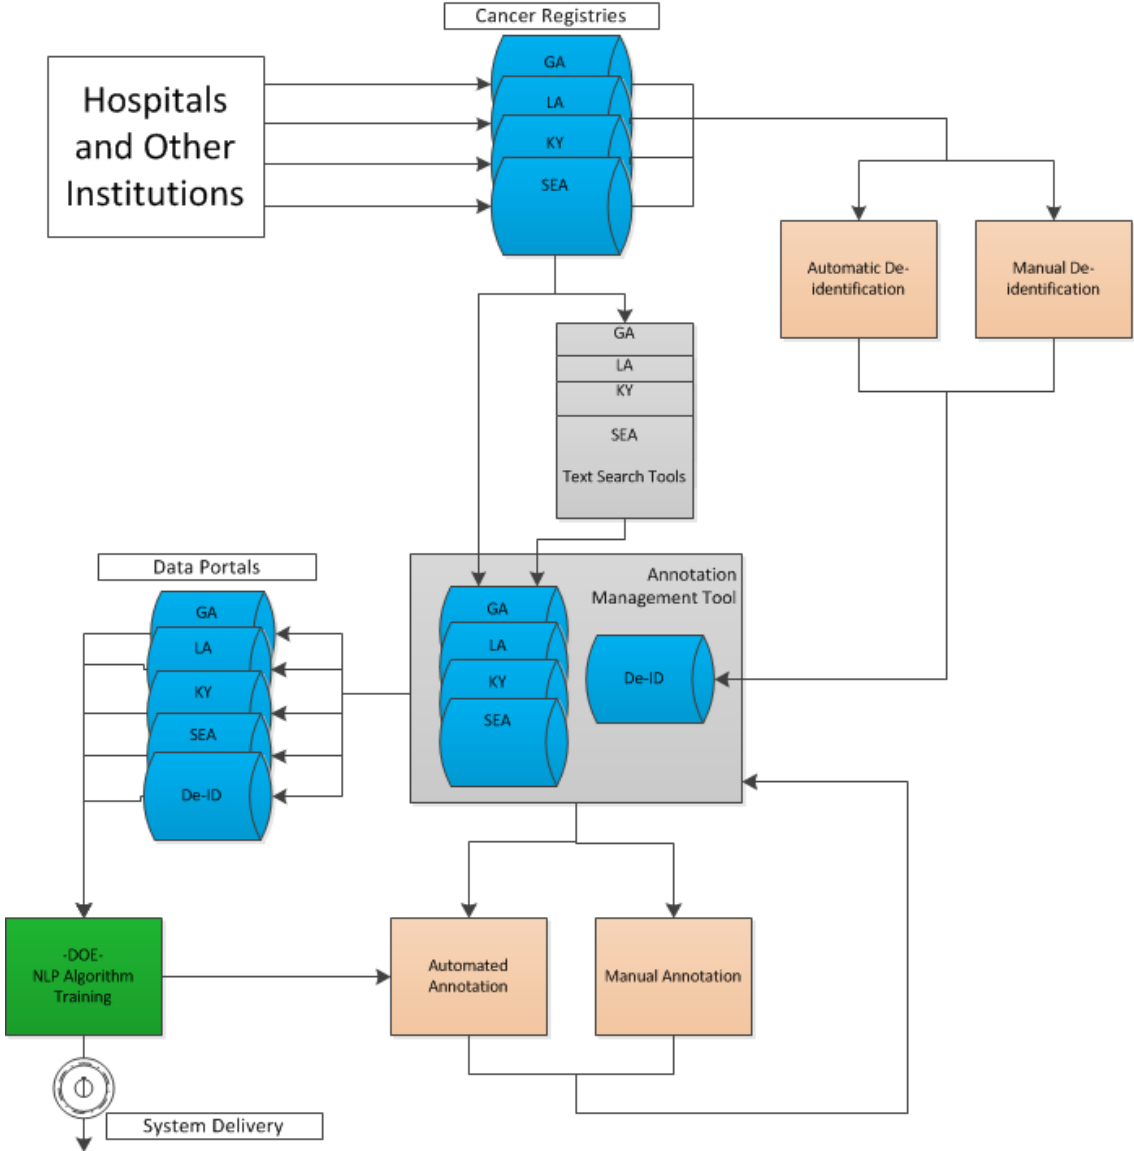 Cancer Registries
Hospitals
and Other
Institutions
GA
LA
KY
SEA
Automatic De-
identification
Manual De-
identification
GA
LA
KY
SEA
Text Search Tools
Data Portals
GA
LA
KY
SEA
De-ID
Annotation
Management Tool
GA
LA
KY
SEA
De-ID
-DOE-
NLP Algorithm
Training
Automated
Annotation
Manual Annotation
System Delivery